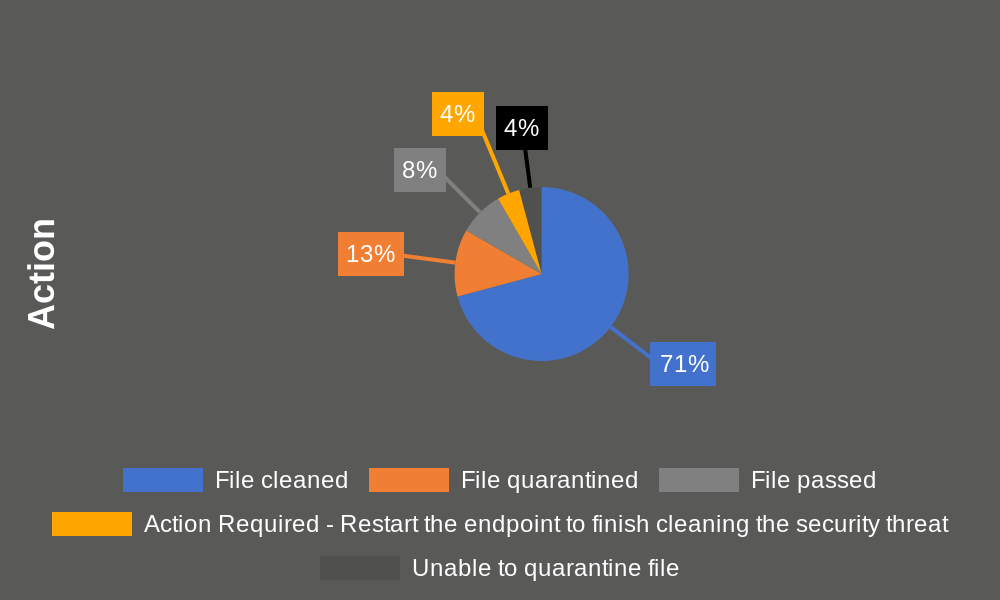 4%
4%
8%
13%
Action
71%
File cleaned
File quarantined
File passed
Action Required - Restart the endpoint to finish cleaning the security threat
Unable to quarantine file